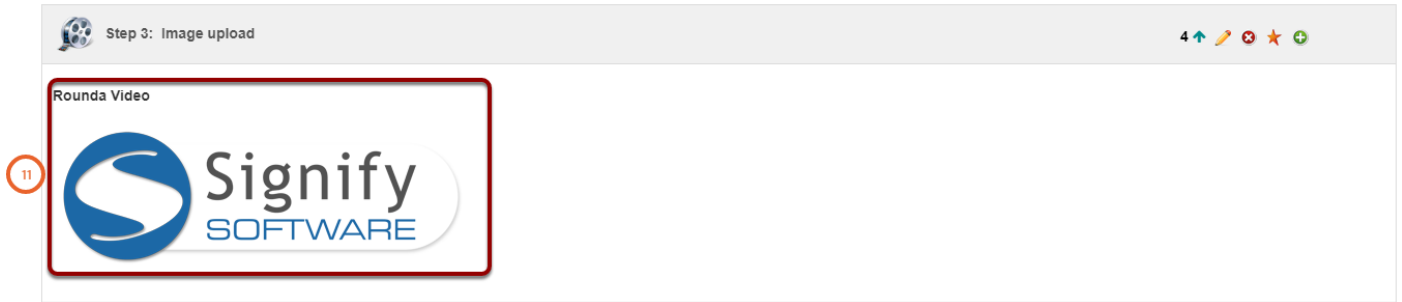 Step 3: Image upload
4
Rounda Video
11
Signify
SOFTWARE